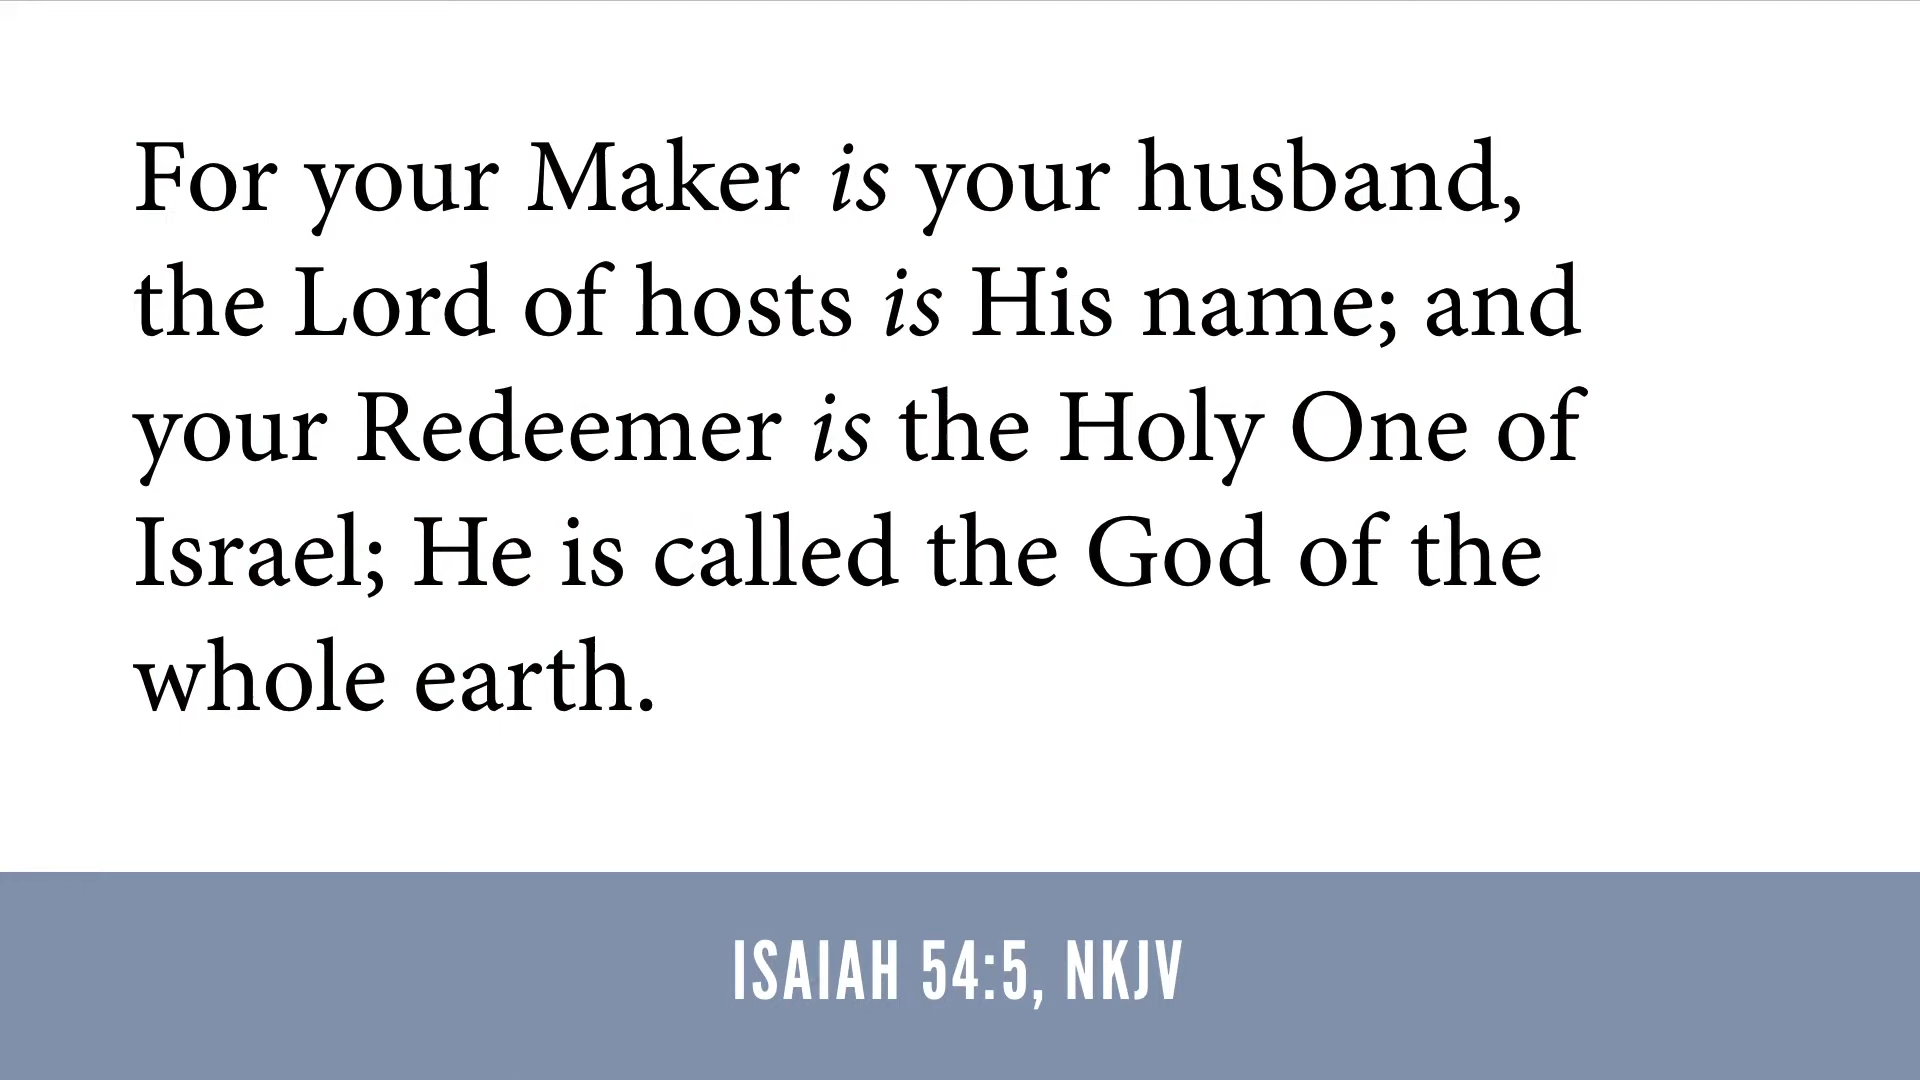 For your Maker is your husband,
the Lord of hosts is His name; and
your Redeemer is the Holy One of
Israel; He is called the God of the
whole earth.
ISAIAH 54:5, NKJV